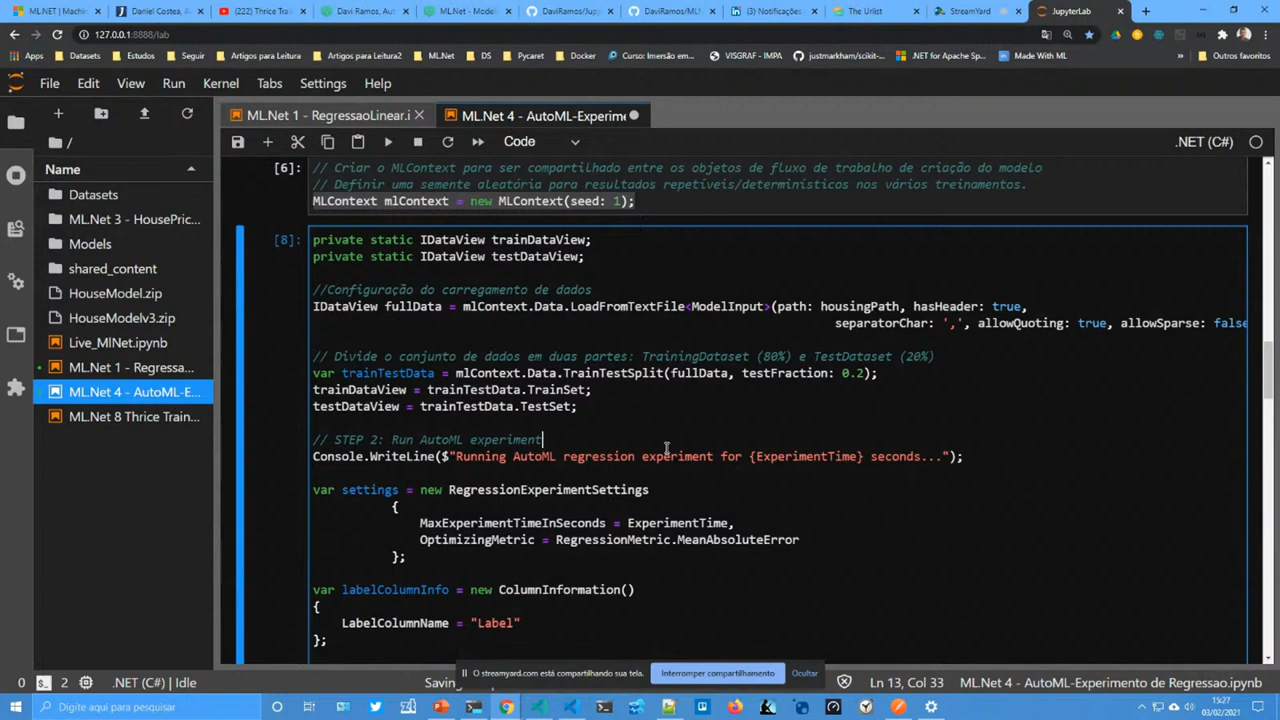 ML.NET | Machin
Daniel Costea, A
(222) Thrice Trai
Davi Ramos, Aut
ML.Net - Mode
DaviRamos/Jup
DaviRamos/MLN
(3) Notificações
The Urlist
StreamYard
JupyterLab
127.0.0.1:8888/lab
Apps
Datasets
Estudos
Seguir
Artigos para Leitura
Artigos para Leitura2
MLNet
DS
Pycaret
Docker
Curso: Imersão em...
VISGRAF - IMPA
justmarkham/scikit-...
.NET for Apache Sp...
Made With ML
»
Outros favoritos
File Edit View Run Kernel Tabs Settings Help
ML.Net 1 - RegressaoLinear.i
ML.Net 4 - AutoML-Experime
Code
.NET (C#)
/
Name
Datasets
ML.Net 3 - HousePric...
Models
shared_content
HouseModel.zip
HouseModelv3.zip
Live_MlNet.ipynb
ML.Net 1 - Regressa...
ML.Net 4 - AutoML-E...
ML.Net 8 Thrice Train...
[6]:
// Criar o MLContext para ser compartilhado entre os objetos de fluxo de trabalho de criação do modelo
// Definir uma semente aleatória para resultados repetíveis/determinísticos nos vários treinamentos.
MLContext mlContext = new MLContext(seed: 1);
[8]:
private static IDataView trainDataView;
private static IDataView testDataView;
//Configuração do carregamento de dados
IDataView fullData = mlContext.Data.LoadFromTextFile<ModelInput>(path: housingPath, hasHeader: true,
separatorChar: ',', allowQuoting: true, allowSparse: false
// Divide o conjunto de dados em duas partes: TrainingDataset (80%) e TestDataset (20%)
var trainTestData = mlContext.Data.TrainTestSplit(fullData, testFraction: 0.2);
trainDataView = trainTestData.TrainSet;
testDataView = trainTestData.TestSet;
// STEP 2: Run AutoML experiment
Console.WriteLine($"Running AutoML regression experiment for {ExperimentTime} seconds...");
var settings = new RegressionExperimentSettings
{
MaxExperimentTimeInSeconds = ExperimentTime,
OptimizingMetric = RegressionMetric.MeanAbsoluteError
};
var labelColumnInfo = new ColumnInformation()
{
LabelColumnName = "Label"
};
O streamyard.com está compartilhando sua tela.
Interromper compartilhamento
Ocultar
0
2
.NET (C#) | Idle
Saving
Ln 13, Col 33
ML.Net 4 - AutoML-Experimento de Regressao.ipynb
Digite aqui para pesquisar
15:27
03/02/2021